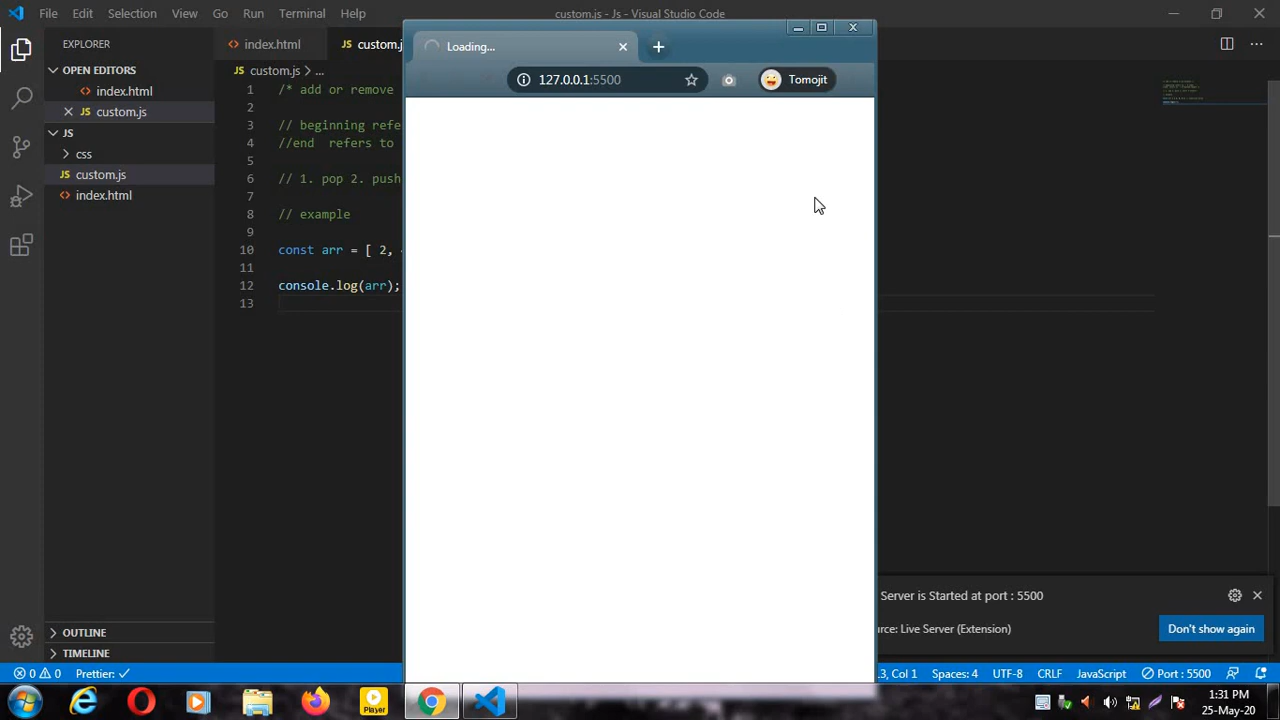 File Edit Selection View Go Run Terminal Help
custom.js - Js - Visual Studio Code
EXPLORER
OPEN EDITORS
index.html
JS custom.js
JS
css
JS custom.js
index.html
OUTLINE
TIMELINE
index.html
JS custom.j
custom.js > ...
1 /* add or remove
2
3 // beginning refe
4 //end refers to
5
6 // 1. pop 2. push
7
8 // example
9
10 const arr = [ 2,
11
12 console.log(arr);
13
Loading...
127.0.0.1:5500
Tomojit
Server is Started at port : 5500
urce: Live Server (Extension)
Don't show again
0 0 Prettier: ✓
3, Col 1 Spaces: 4 UTF-8 CRLF JavaScript Port : 5500
Player
1:31 PM
25-May-20